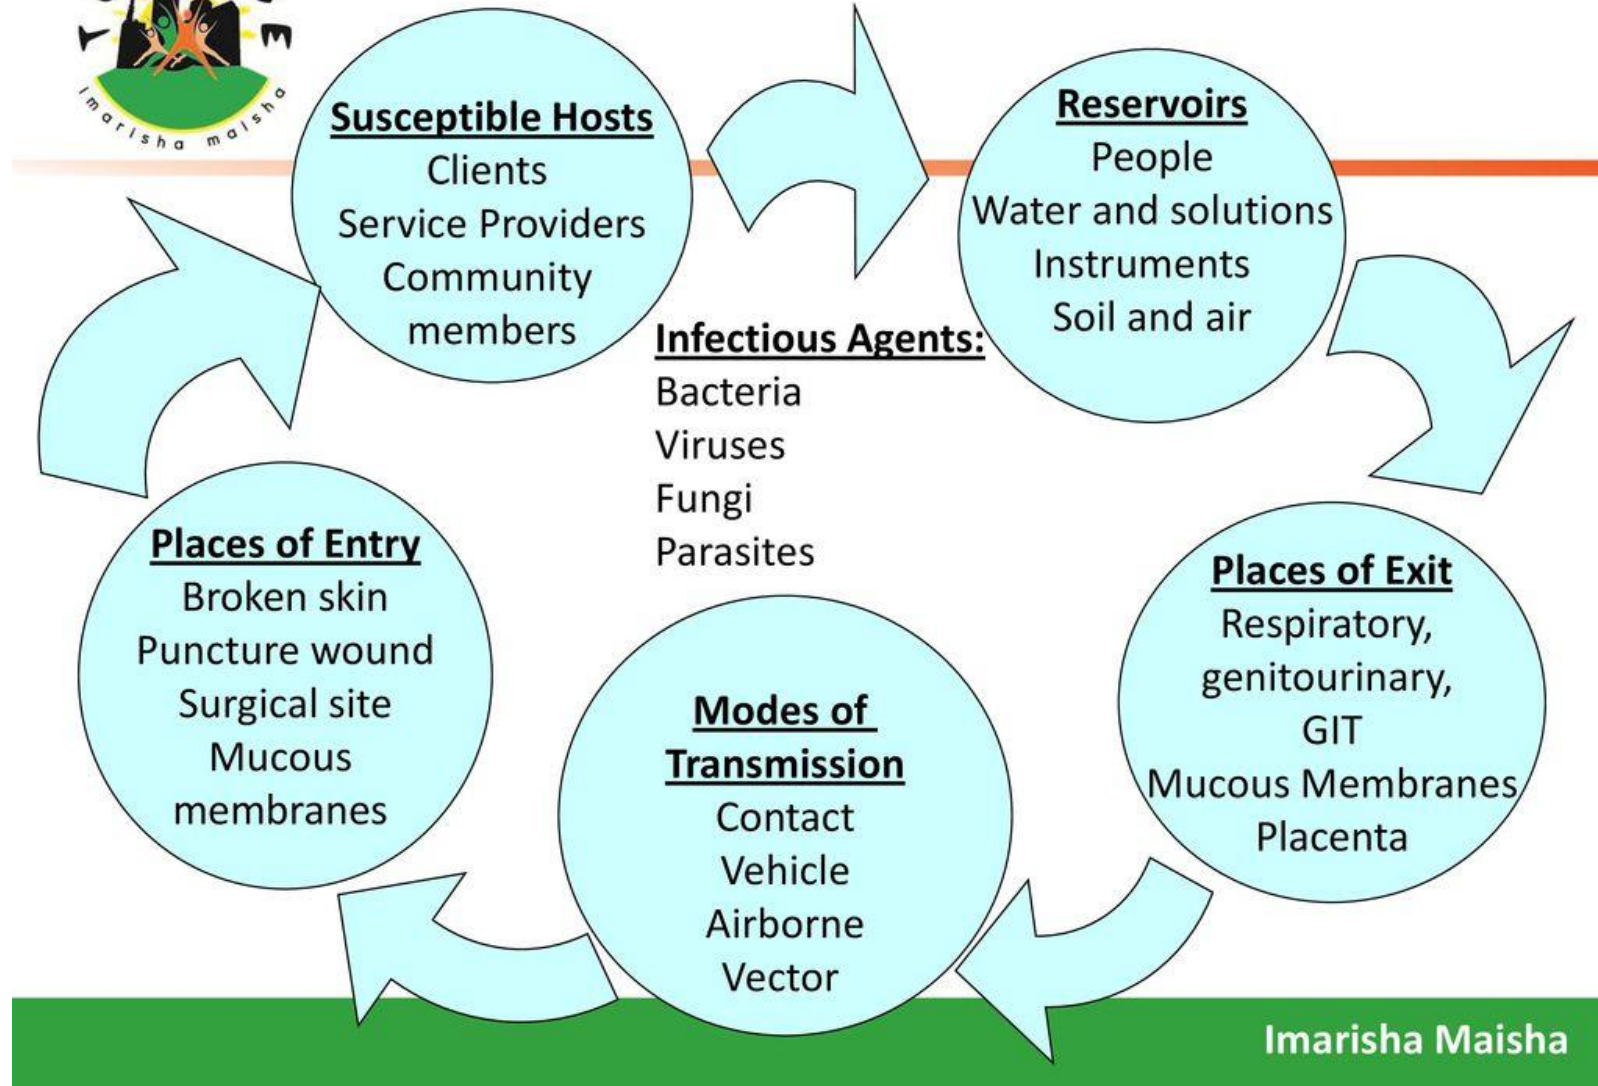 Imarisha maisha
Susceptible Hosts
Clients
Service Providers
Community
members
Reservoirs
People
Water and solutions
Instruments
Soil and air
Infectious Agents:
Bacteria
Viruses
Fungi
Parasites
Places of Entry
Broken skin
Puncture wound
Surgical site
Mucous
membranes
Modes of
Transmission
Contact
Vehicle
Airborne
Vector
Places of Exit
Respiratory,
genitourinary,
GIT
Mucous Membranes
Placenta
Imarisha Maisha